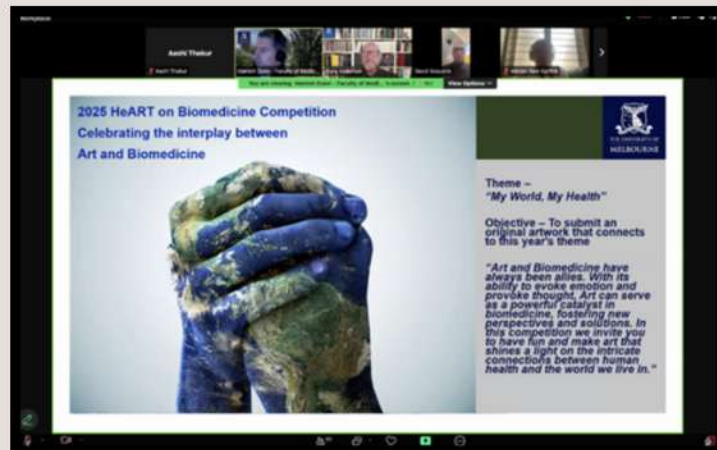 Workplace
Aashi Thakur
Aashi Thakur
View Options
2025 HeART on Biomedicine Competition
Celebrating the interplay between
Art and Biomedicine
THE UNIVERSITY OF
MELBOURNE
Theme –
"My World, My Health"
Objective – To submit an
original artwork that connects
to this year's theme
"Art and Biomedicine have
always been allies. With its
ability to evoke emotion and
provoke thought, Art can serve
as a powerful catalyst in
biomedicine, fostering new
perspectives and solutions. In
this competition we invite you
to have fun and make art that
shines a light on the intricate
connections between human
health and the world we live in."